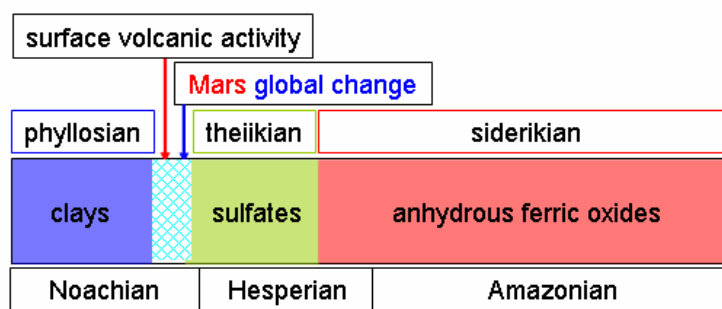 surface volcanic activity
Mars global change
phyllosian theiikian siderikian
clays sulfates anhydrous ferric oxides
Noachian Hesperian Amazonian